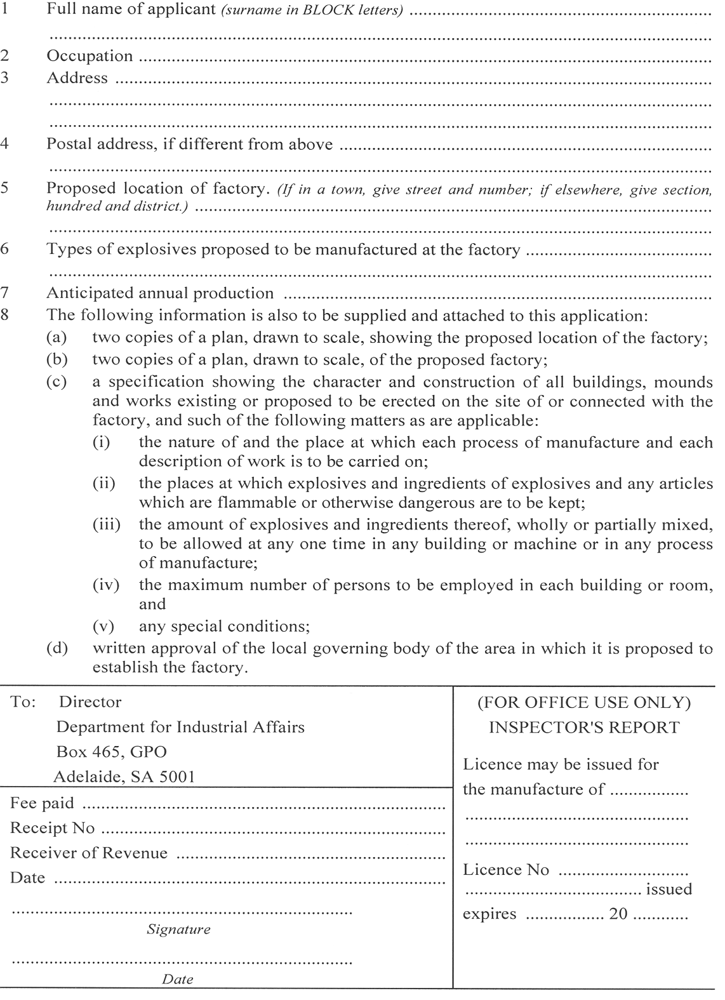 1 Full name of applicant (surname in BLOCK letters) ................................................................
................................................................................................................................
2 Occupation ................................................................................................................
3 Address ................................................................................................................
................................................................................................................................
................................................................................................................................
4 Postal address, if different from above ................................................................
................................................................................................................................
5 Proposed location of factory. (If in a town, give street and number; if elsewhere, give section,
hundred and district.) ................................................................................................
................................................................................................................................
6 Types of explosives proposed to be manufactured at the factory ........................................
................................................................................................................................
7 Anticipated annual production ................................................................................
8 The following information is also to be supplied and attached to this application:
(a) two copies of a plan, drawn to scale, showing the proposed location of the factory;
(b) two copies of a plan, drawn to scale, of the proposed factory;
(c) a specification showing the character and construction of all buildings, mounds
and works existing or proposed to be erected on the site of or connected with the
factory, and such of the following matters as are applicable:
(i) the nature of and the place at which each process of manufacture and each
description of work is to be carried on;
(ii) the places at which explosives and ingredients of explosives and any articles
which are flammable or otherwise dangerous are to be kept;
(iii) the amount of explosives and ingredients thereof, wholly or partially mixed,
to be allowed at any one time in any building or machine or in any process
of manufacture;
(iv) the maximum number of persons to be employed in each building or room,
and
(v) any special conditions;
(d) written approval of the local governing body of the area in which it is proposed to
establish the factory.
To: Director
Department for Industrial Affairs
Box 465, GPO
Adelaide, SA 5001
Fee paid ................................................................
Receipt No ................................................................
Receiver of Revenue ................................................
Date ................................................................
................................................................
Signature
................................................................
Date
(FOR OFFICE USE ONLY)
INSPECTOR'S REPORT
Licence may be issued for
the manufacture of .................
................................................
................................................
Licence No ............................
...................................... issued
expires ................. 20 ............